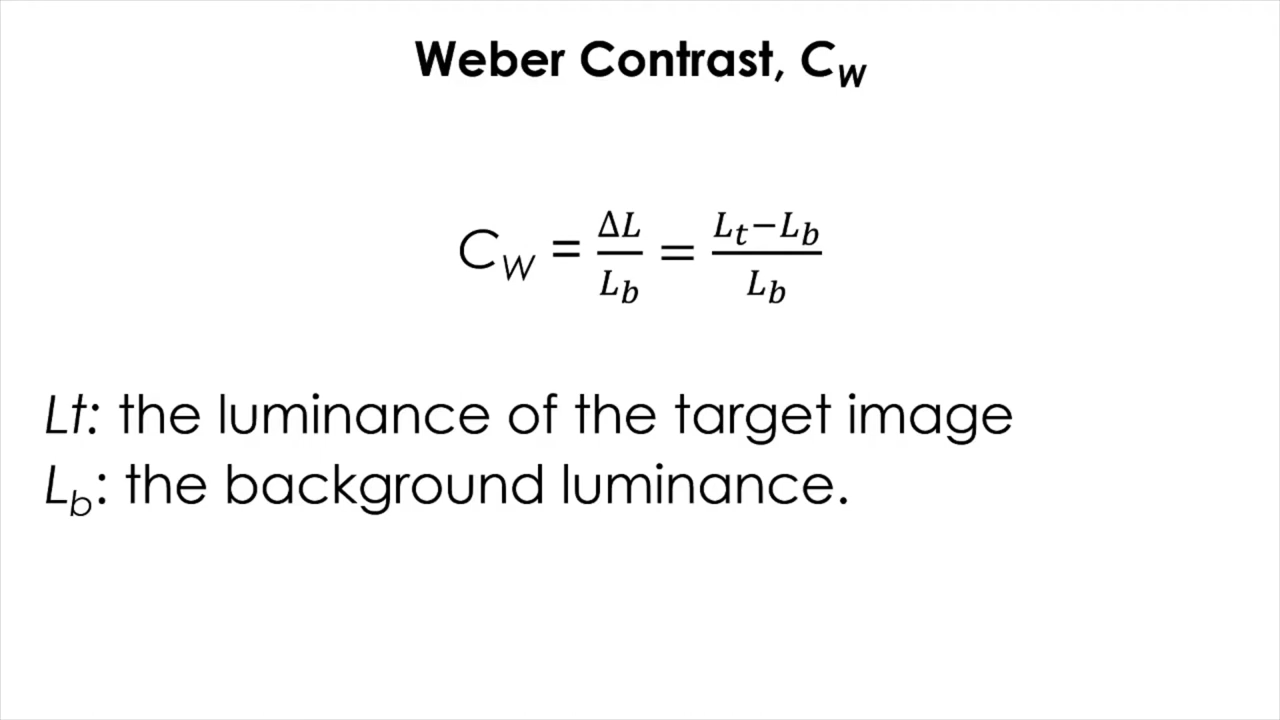 Weber Contrast, C_W
C_W = ΔL/L_b = L_t−L_b/L_b
Lt: the luminance of the target image
L_b: the background luminance.